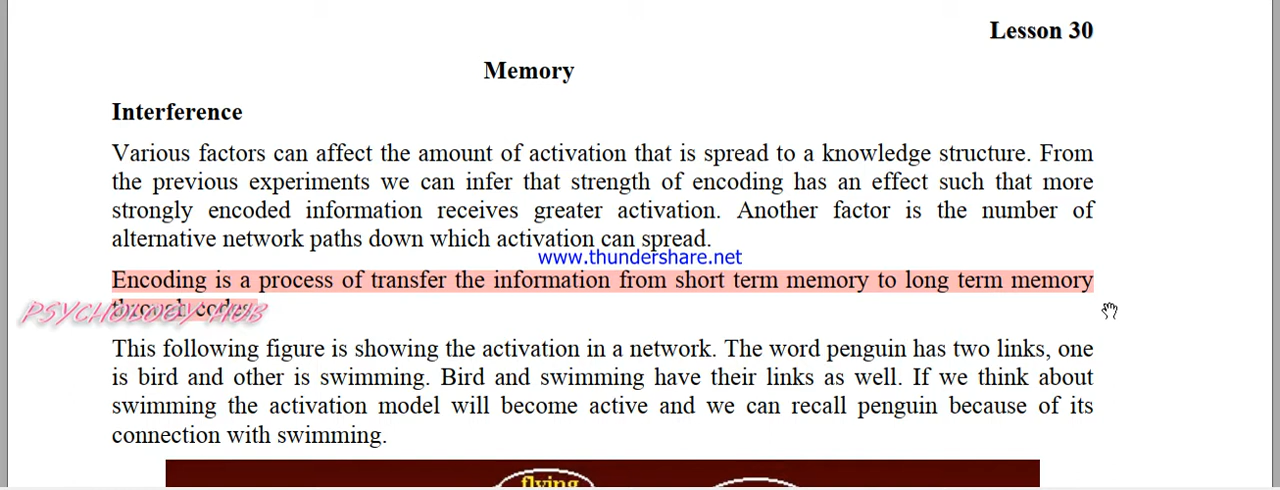 Lesson 30
Memory
Interference
Various factors can affect the amount of activation that is spread to a knowledge structure. From
the previous experiments we can infer that strength of encoding has an effect such that more
strongly encoded information receives greater activation. Another factor is the number of
alternative network paths down which activation can spread.
www.thundershare.net
Encoding is a process of transfer the information from short term memory to long term memory
through codes.
PSYCHOLOGY HUB
This following figure is showing the activation in a network. The word penguin has two links, one
is bird and other is swimming. Bird and swimming have their links as well. If we think about
swimming the activation model will become active and we can recall penguin because of its
connection with swimming.
flying